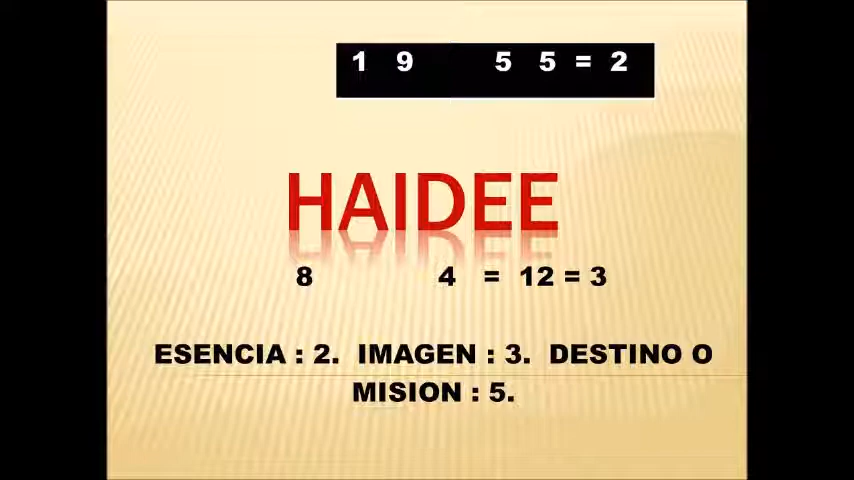 1 9 5 5 = 2
HAIDEE
8 4 = 12 = 3
ESENCIA : 2. IMAGEN : 3. DESTINO O
MISION : 5.